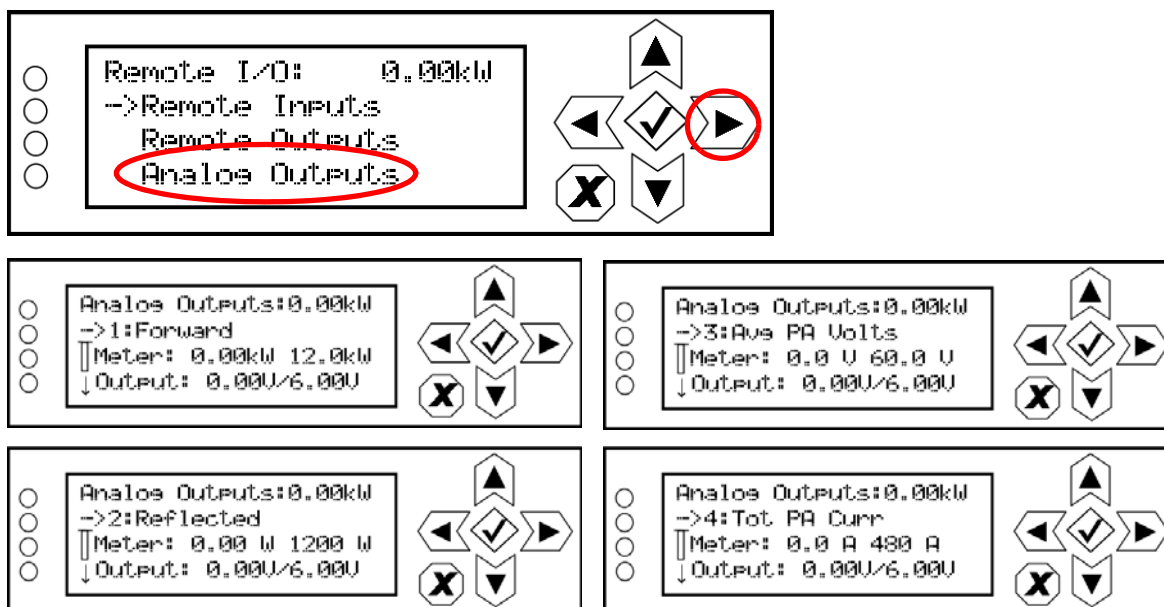 Remote I/O: 0.00kW
->Remote Inputs
Remote Outputs
Analog Outputs
X
Analog Outputs:0.00kW
->1:Forward
Meter: 0.00kW 12.0kW
↓Output: 0.00V/6.00V
X
Analog Outputs:0.00kW
->3:Ave PA Volts
Meter: 0.0 V 60.0 V
↓Output: 0.00V/6.00V
X
Analog Outputs:0.00kW
->2:Reflected
Meter: 0.00 W 1200 W
↓Output: 0.00V/6.00V
X
Analog Outputs:0.00kW
->4:Tot PA Curr
Meter: 0.0 A 480 A
↓Output: 0.00V/6.00V
X